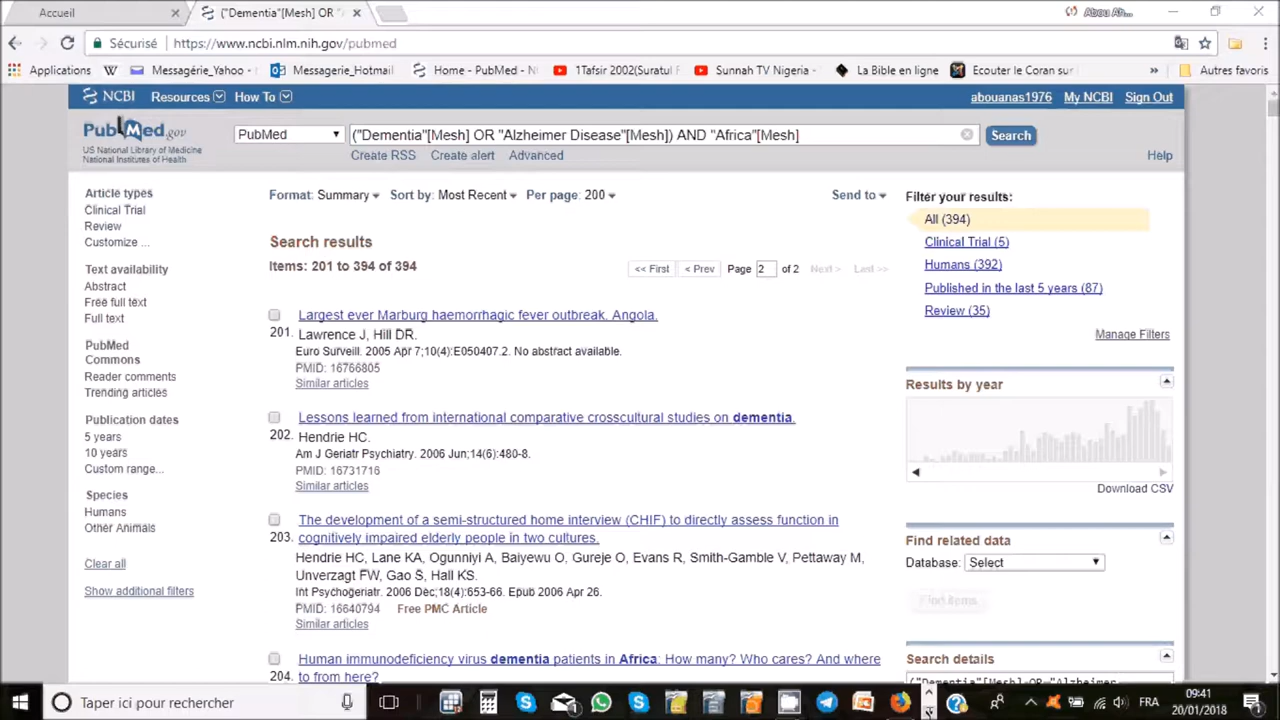 Accueil
("Dementia"[Mesh] OR "
Abou Ah...
Sécurisé
https://www.ncbi.nlm.nih.gov/pubmed
Applications
Messagérie_Yahoo
Messagerie_Hotmail
Home - PubMed - N
1Tafsir 2002(Suratul F
Sunnah TV Nigeria -
La Bible en ligne
Ecouter le Coran sur
Autres favoris
NCBI Resources How To
abouanas1976 My NCBI Sign Out
PubMed.gov
US National Library of Medicine
National Institutes of Health
PubMed
("Dementia"[Mesh] OR "Alzheimer Disease"[Mesh]) AND "Africa"[Mesh]
Search
Create RSS Create alert Advanced
Help
Article types
Clinical Trial
Review
Customize ...
Text availability
Abstract
Free full text
Full text
PubMed
Commons
Reader comments
Trending articles
Publication dates
5 years
10 years
Custom range...
Species
Humans
Other Animals
Clear all
Show additional filters
Format: Summary Sort by: Most Recent Per page: 200
Send to
Search results
Items: 201 to 394 of 394
<< First < Prev Page 2 of 2 Next > Last >>
Largest ever Marburg haemorrhagic fever outbreak. Angola.
201. Lawrence J, Hill DR.
Euro Surveill. 2005 Apr 7;10(4):E050407.2. No abstract available.
PMID: 16766805
Similar articles
Lessons learned from international comparative crosscultural studies on dementia.
202. Hendrie HC.
Am J Geriatr Psychiatry. 2006 Jun;14(6):480-8.
PMID: 16731716
Similar articles
The development of a semi-structured home interview (CHIF) to directly assess function in
203. cognitively impaired elderly people in two cultures.
Hendrie HC, Lane KA, Ogunniyi A, Baiyewu O, Gureje O, Evans R, Smith-Gamble V, Pettaway M,
Unverzagt FW, Gao S, Hall KS.
Int Psychogeriatr. 2006 Dec;18(4):653-66. Epub 2006 Apr 26.
PMID: 16640794 Free PMC Article
Similar articles
Human immunodeficiency virus dementia patients in Africa: How many? Who cares? And where
204. to from here?
Filter your results:
All (394)
Clinical Trial (5)
Humans (392)
Published in the last 5 years (87)
Review (35)
Manage Filters
Results by year
Download CSV
Find related data
Database: Select
Find items
Search details
("Dementia"[Mesh] OR "Alzheimer
Taper ici pour rechercher
FRA
09:41
20/01/2018